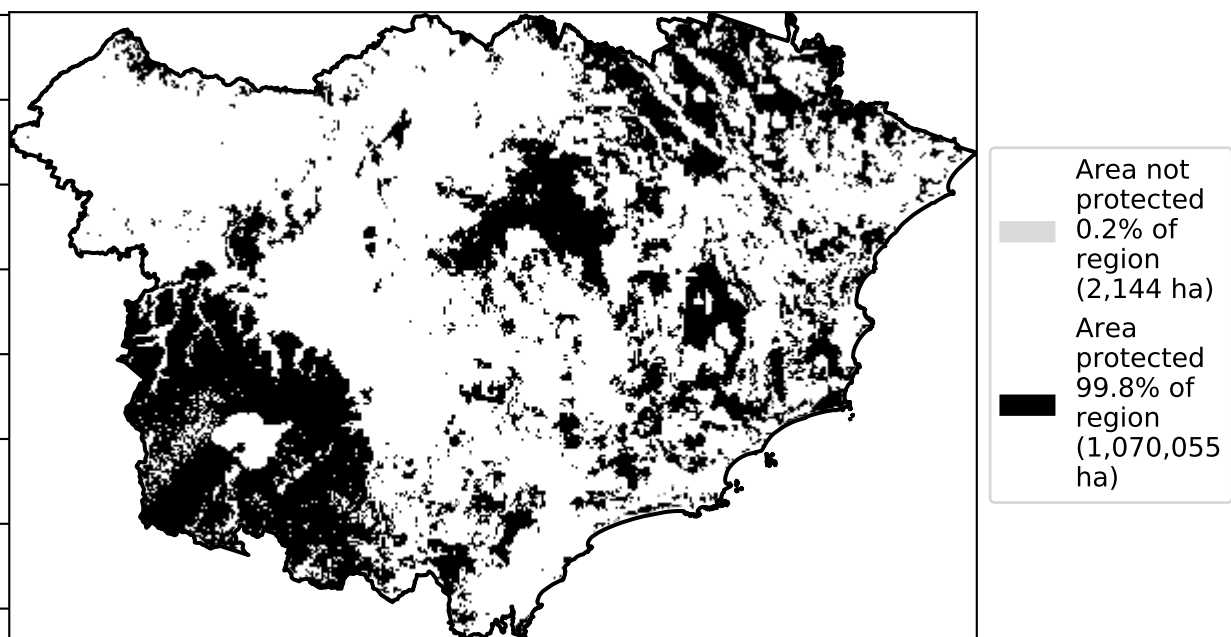 Area not
protected
0.2% of
region
(2,144 ha)
Area
protected
99.8% of
region
(1,070,055
ha)